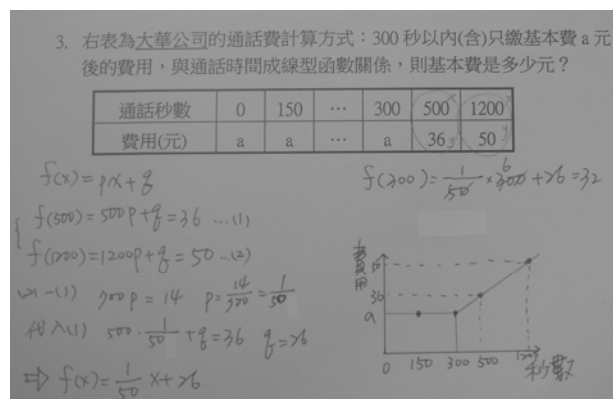 3. 右表為大華公司的通話費計算方式：300 秒以內(含)只繳基本費 a 元
後的費用，與通話時間成線型函數關係，則基本費是多少元？
通話秒數 0 150 … 300 500 1200
費用(元) a a … a 36 50
f(x)=px+q
f(500)=500p+q=36 …(1)
f(1200)=1200p+q=50 …(2)
(2)-(1) 700p=14 p=14/700=1/50
代入(1) 500·1/50+q=36 q=26
⇒ f(x)=1/50 x+26
f(300)=1/50×300+26=32
6
費用
50
36
a
0 150 300 500 1200
秒數